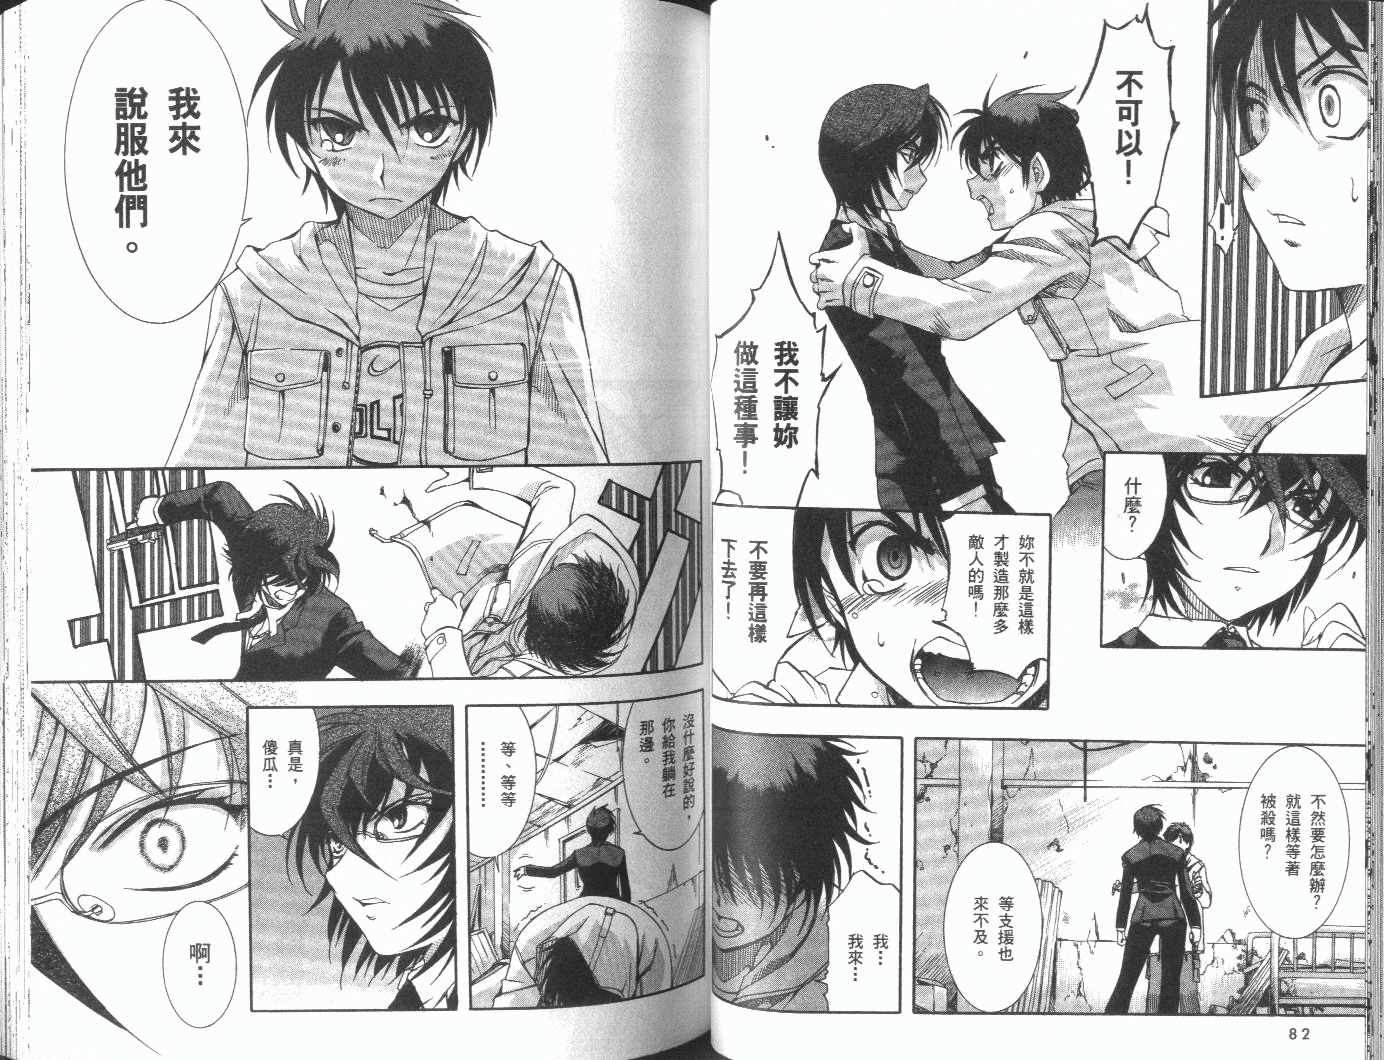 ！
不可以！
我不讓妳
做這種事！
什麼？
妳不就是這樣
才製造那麼多
敵人的嗎！
不要再這樣
下去了！
不然要怎麼辦？
就這樣等著
被殺嗎？
等支援也
來不及。
我⋯
我來⋯
82
我來
說服他們。
沒什麼好說的，
你給我躺在
那邊。
等、等等
⋯⋯⋯⋯
真是，
傻瓜⋯
啊⋯